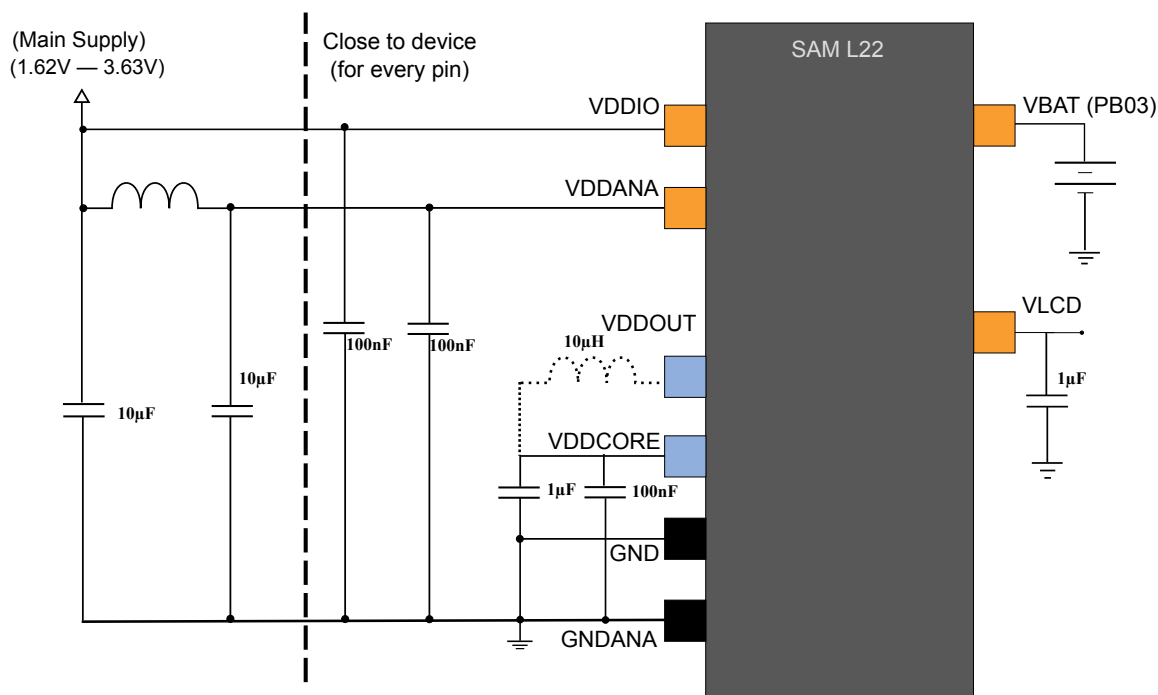 (Main Supply)
(1.62V — 3.63V)
Close to device
(for every pin)
SAM L22
VDDIO
VBAT (PB03)
VDDANA
VLCD
VDDOUT
10µH
100nF
100nF
10µF
10µF
1µF
VDDCORE
1µF
100nF
GND
GNDANA